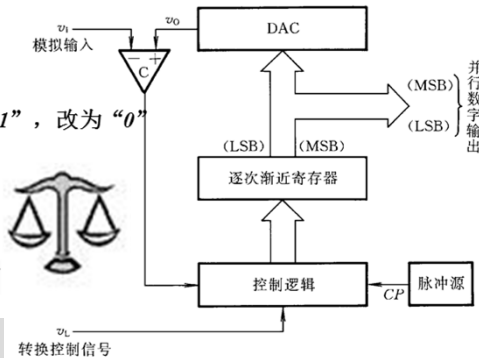 DAC
v_I
v_O
模拟输入
C
1”，改为“0”
(MSB)
(LSB)
并行数字输出
(LSB)
(MSB)
逐次渐近寄存器
控制逻辑
CP
脉冲源
v_L
转换控制信号